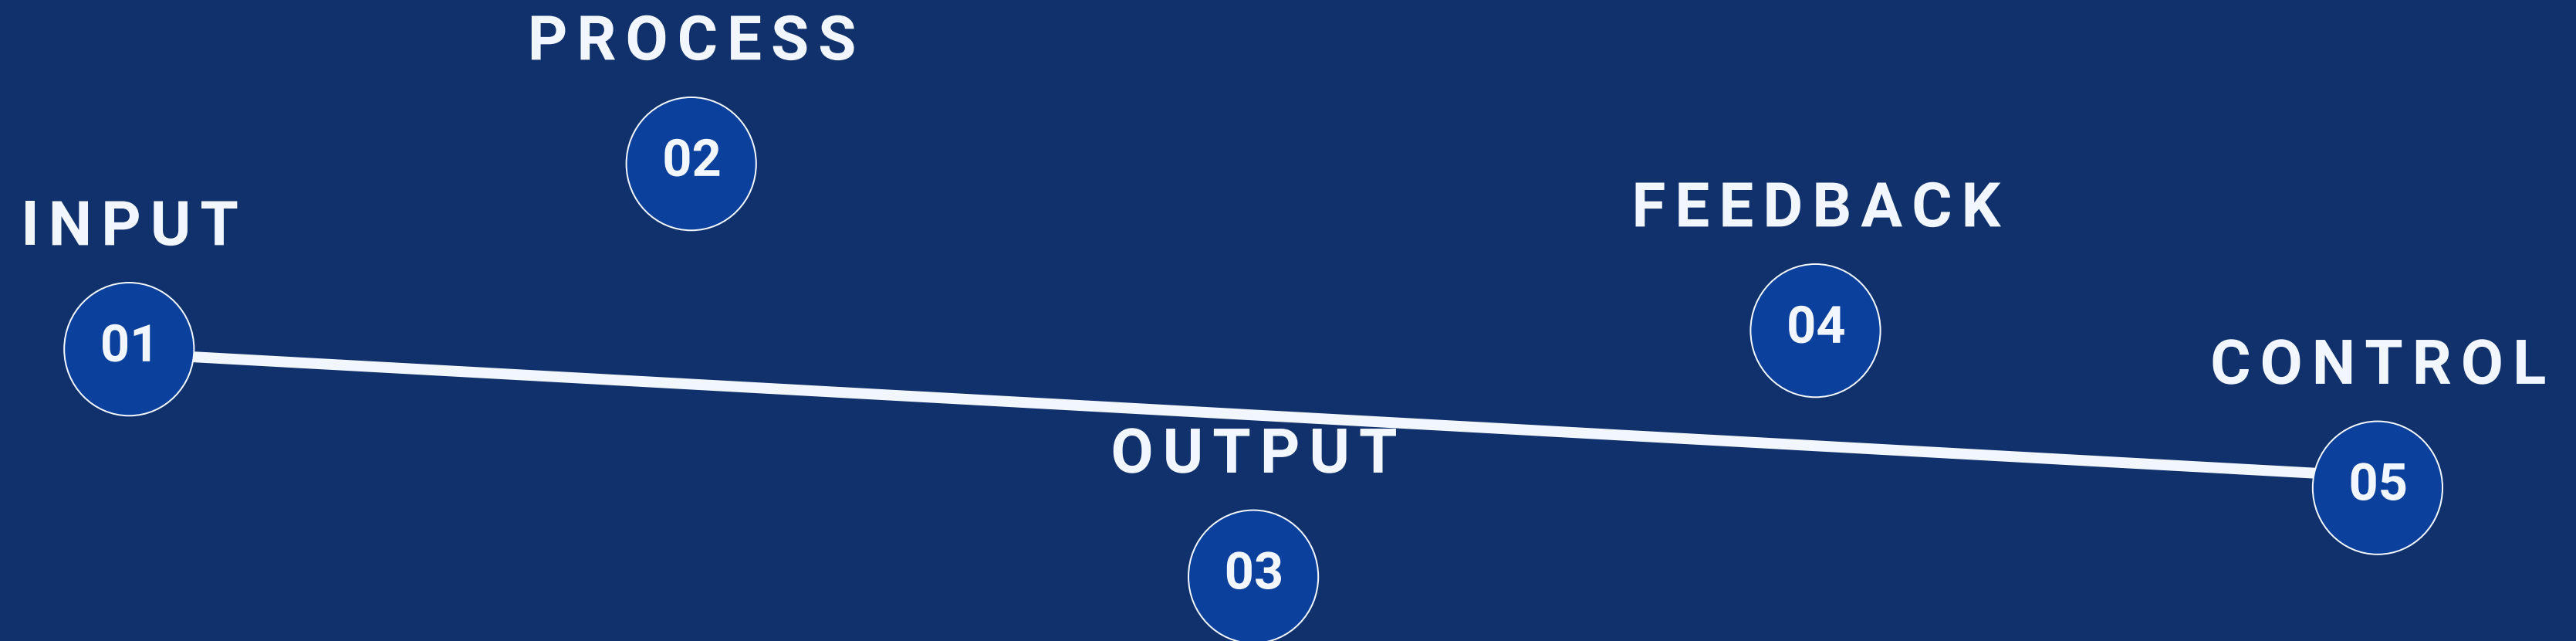 INPUT
01
PROCESS
02
OUTPUT
03
FEEDBACK
04
CONTROL
05